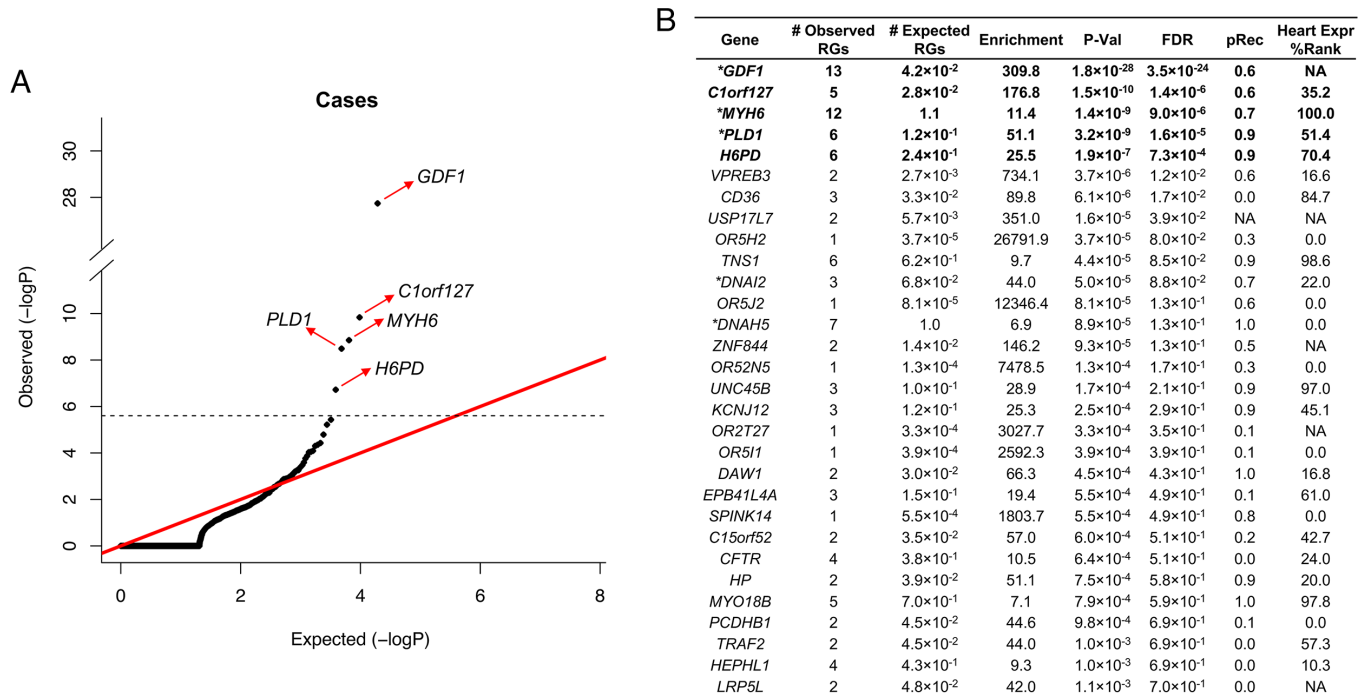 A
Cases
Observed (−logP)
30
28
10
8
6
4
2
0
GDF1
C1orf127
PLD1
MYH6
H6PD
0 2 4 6 8
Expected (−logP)
B
Gene # Observed RGs # Expected RGs Enrichment P-Val FDR pRec Heart Expr %Rank
*GDF1 13 4.2×10⁻² 309.8 1.8×10⁻²⁸ 3.5×10⁻²⁴ 0.6 NA
C1orf127 5 2.8×10⁻² 176.8 1.5×10⁻¹⁰ 1.4×10⁻⁶ 0.6 35.2
*MYH6 12 1.1 11.4 1.4×10⁻⁹ 9.0×10⁻⁶ 0.7 100.0
*PLD1 6 1.2×10⁻¹ 51.1 3.2×10⁻⁹ 1.6×10⁻⁵ 0.9 51.4
H6PD 6 2.4×10⁻¹ 25.5 1.9×10⁻⁷ 7.3×10⁻⁴ 0.9 70.4
VPREB3 2 2.7×10⁻³ 734.1 3.7×10⁻⁶ 1.2×10⁻² 0.6 16.6
CD36 3 3.3×10⁻² 89.8 6.1×10⁻⁶ 1.7×10⁻² 0.0 84.7
USP17L7 2 5.7×10⁻³ 351.0 1.6×10⁻⁵ 3.9×10⁻² NA NA
OR5H2 1 3.7×10⁻⁵ 26791.9 3.7×10⁻⁵ 8.0×10⁻² 0.3 0.0
TNS1 6 6.2×10⁻¹ 9.7 4.4×10⁻⁵ 8.5×10⁻² 0.9 98.6
*DNAI2 3 6.8×10⁻² 44.0 5.0×10⁻⁵ 8.8×10⁻² 0.7 22.0
OR5J2 1 8.1×10⁻⁵ 12346.4 8.1×10⁻⁵ 1.3×10⁻¹ 0.6 0.0
*DNAH5 7 1.0 6.9 8.9×10⁻⁵ 1.3×10⁻¹ 1.0 0.0
ZNF844 2 1.4×10⁻² 146.2 9.3×10⁻⁵ 1.3×10⁻¹ 0.5 NA
OR52N5 1 1.3×10⁻⁴ 7478.5 1.3×10⁻⁴ 1.7×10⁻¹ 0.3 0.0
UNC45B 3 1.0×10⁻¹ 28.9 1.7×10⁻⁴ 2.1×10⁻¹ 0.9 97.0
KCNJ12 3 1.2×10⁻¹ 25.3 2.5×10⁻⁴ 2.9×10⁻¹ 0.9 45.1
OR2T27 1 3.3×10⁻⁴ 3027.7 3.3×10⁻⁴ 3.5×10⁻¹ 0.1 NA
OR5I1 1 3.9×10⁻⁴ 2592.3 3.9×10⁻⁴ 3.9×10⁻¹ 0.1 0.0
DAW1 2 3.0×10⁻² 66.3 4.5×10⁻⁴ 4.3×10⁻¹ 1.0 16.8
EPB41L4A 3 1.5×10⁻¹ 19.4 5.5×10⁻⁴ 4.9×10⁻¹ 0.1 61.0
SPINK14 1 5.5×10⁻⁴ 1803.7 5.5×10⁻⁴ 4.9×10⁻¹ 0.8 0.0
C15orf52 2 3.5×10⁻² 57.0 6.0×10⁻⁴ 5.1×10⁻¹ 0.2 42.7
CFTR 4 3.8×10⁻¹ 10.5 6.4×10⁻⁴ 5.1×10⁻¹ 0.0 24.0
HP 2 3.9×10⁻² 51.1 7.5×10⁻⁴ 5.8×10⁻¹ 0.9 20.0
MYO18B 5 7.0×10⁻¹ 7.1 7.9×10⁻⁴ 5.9×10⁻¹ 1.0 97.8
PCDHB1 2 4.5×10⁻² 44.6 9.8×10⁻⁴ 6.9×10⁻¹ 0.1 0.0
TRAF2 2 4.5×10⁻² 44.0 1.0×10⁻³ 6.9×10⁻¹ 0.0 57.3
HEPHL1 4 4.3×10⁻¹ 9.3 1.0×10⁻³ 6.9×10⁻¹ 0.0 10.3
LRP5L 2 4.8×10⁻² 42.0 1.1×10⁻³ 7.0×10⁻¹ 0.0 NA